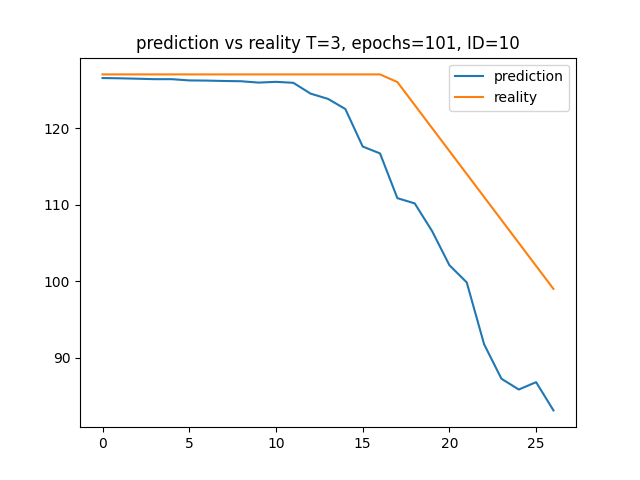 prediction vs reality T=3, epochs=101, ID=10
prediction
reality
120
110
100
90
0 5 10 15 20 25